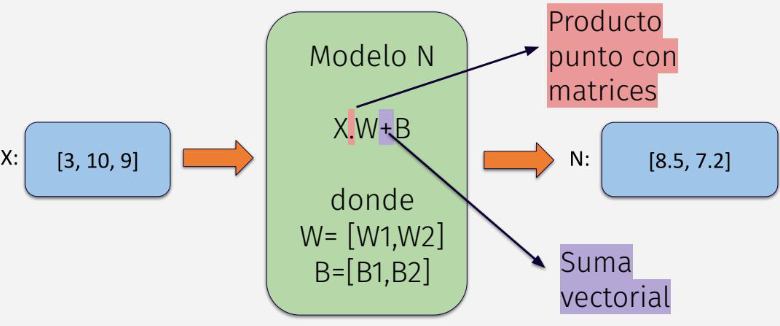 Producto
punto con
matrices
Modelo N
X.W+B
X:
[3, 10, 9]
N:
[8.5, 7.2]
donde
W= [W1,W2]
B=[B1,B2]
Suma
vectorial